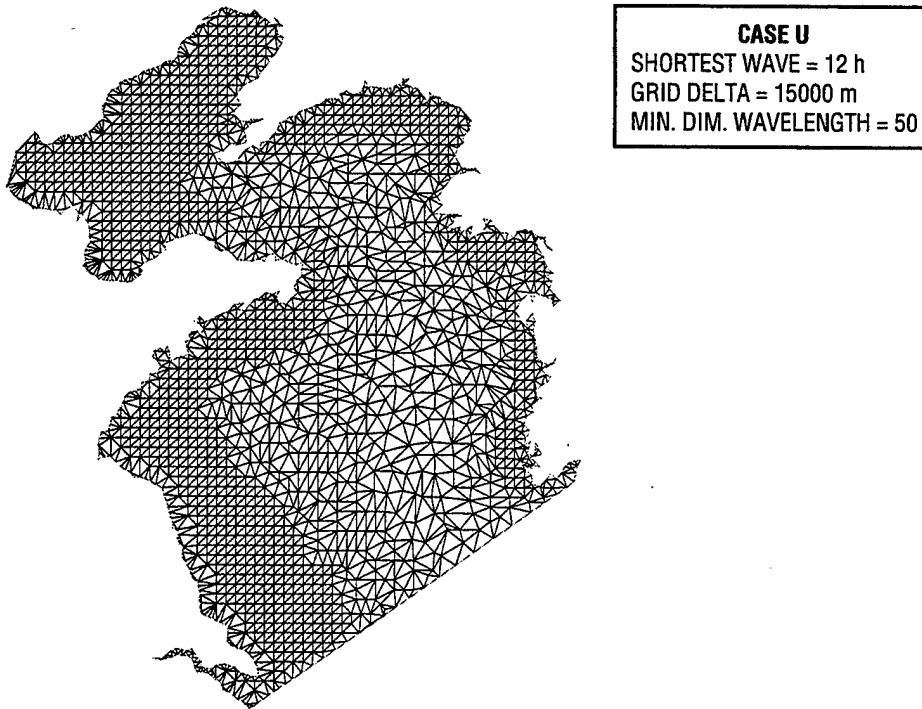 CASE U
SHORTEST WAVE = 12 h
GRID DELTA = 15000 m
MIN. DIM. WAVELENGTH = 50